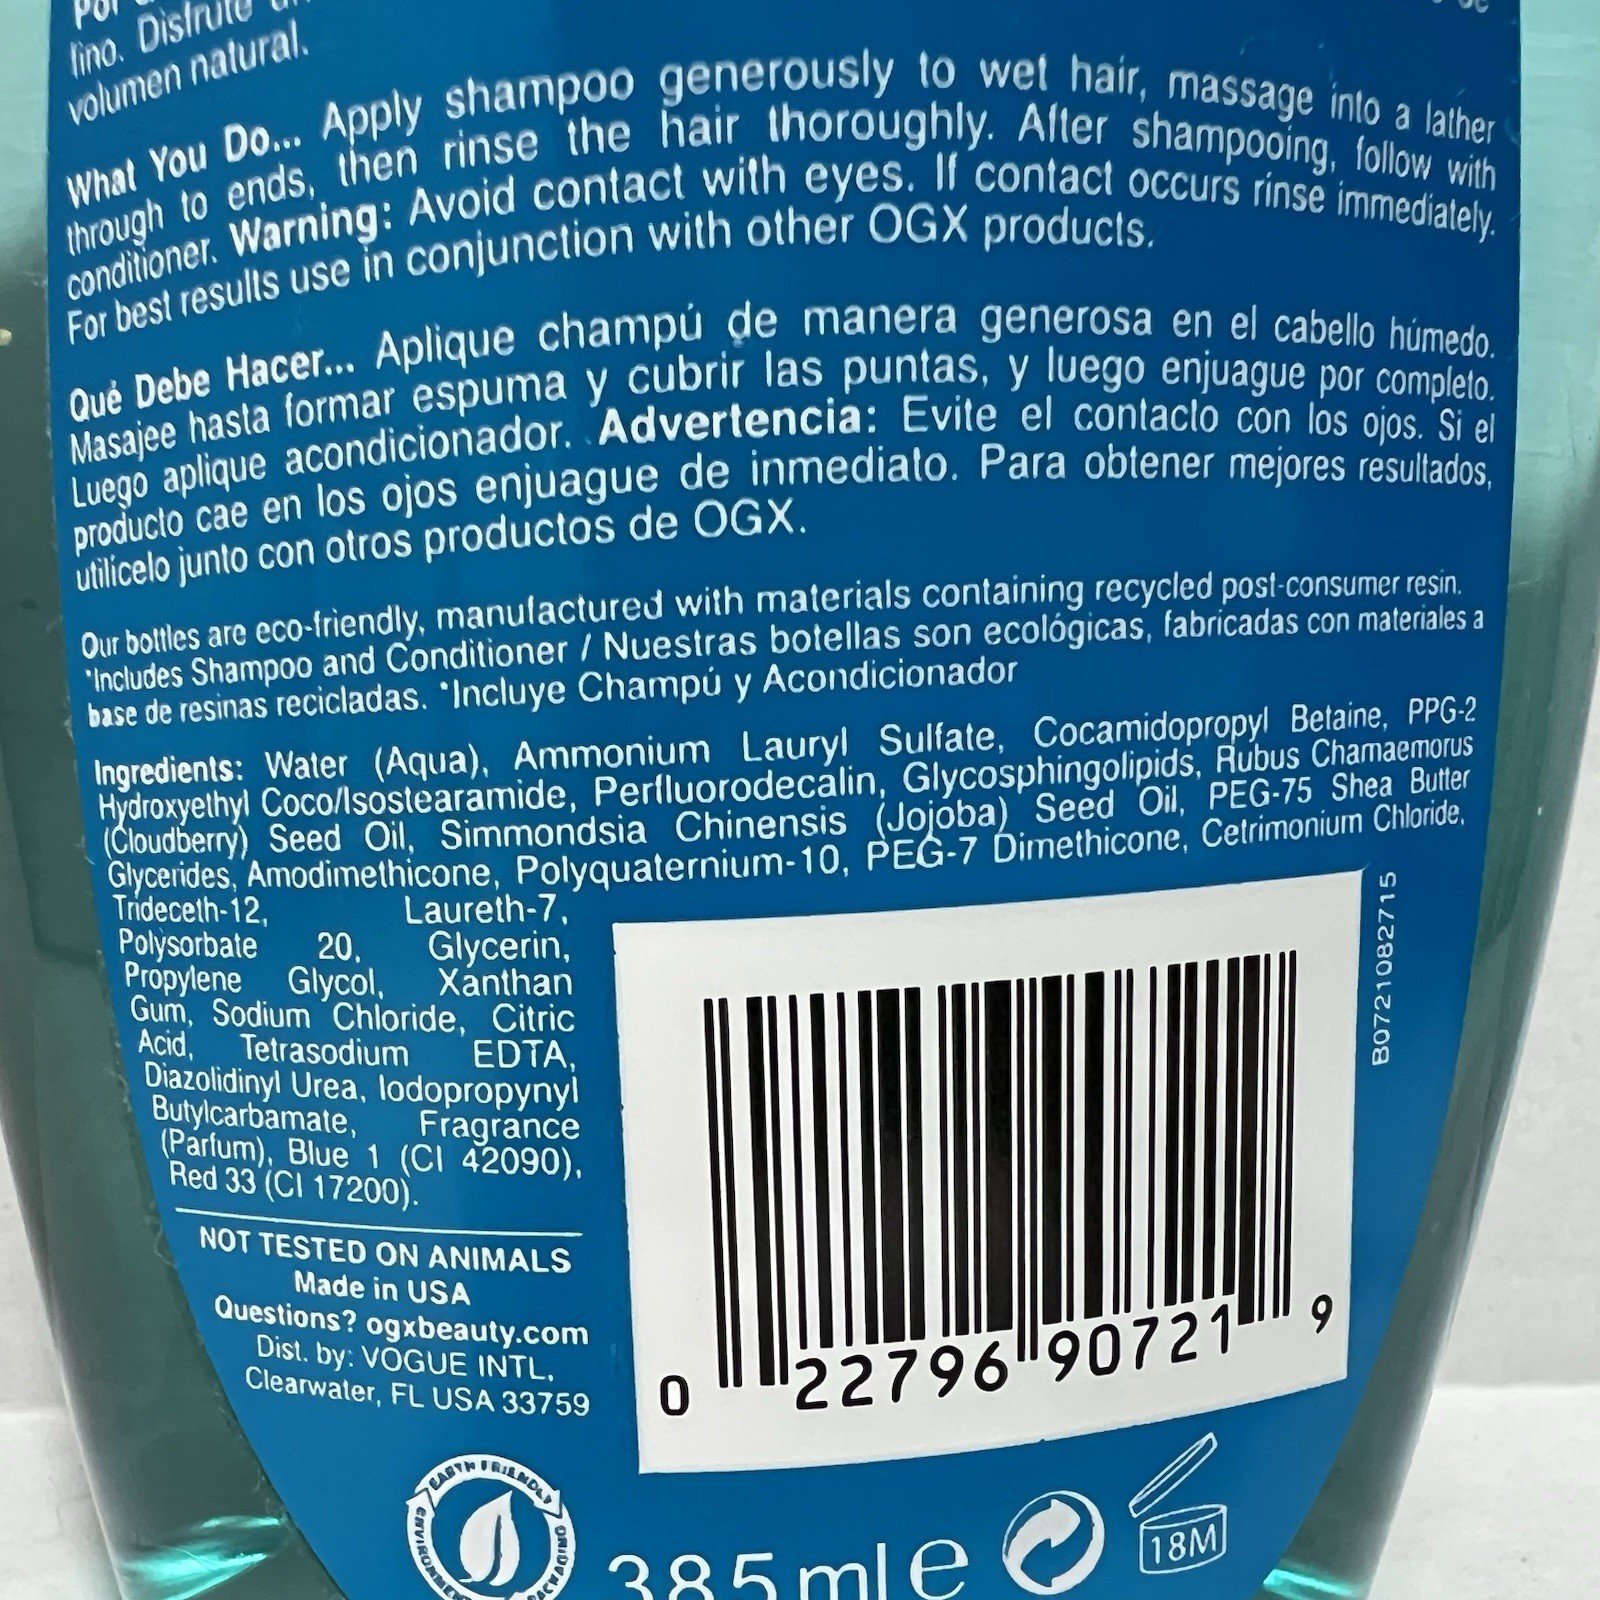 fino. Disfrute
volumen natural.
What You Do... Apply shampoo generously to wet hair, massage into a lather
through to ends, then rinse the hair thoroughly. After shampooing, follow with
conditioner. Warning: Avoid contact with eyes. If contact occurs rinse immediately.
For best results use in conjunction with other OGX products.
Qué Debe Hacer... Aplique champú de manera generosa en el cabello húmedo.
Masajee hasta formar espuma y cubrir las puntas, y luego enjuague por completo.
Luego aplique acondicionador. Advertencia: Evite el contacto con los ojos. Si el
producto cae en los ojos enjuague de inmediato. Para obtener mejores resultados,
utilícelo junto con otros productos de OGX.
Our bottles are eco-friendly, manufactured with materials containing recycled post-consumer resin.
*Includes Shampoo and Conditioner / Nuestras botellas son ecológicas, fabricadas con materiales a
base de resinas recicladas. *Incluye Champú y Acondicionador
Ingredients: Water (Aqua), Ammonium Lauryl Sulfate, Cocamidopropyl Betaine, PPG-2
Hydroxyethyl Coco/Isostearamide, Perfluorodecalin, Glycosphingolipids, Rubus Chamaemorus
(Cloudberry) Seed Oil, Simmondsia Chinensis (Jojoba) Seed Oil, PEG-75 Shea Butter
Glycerides, Amodimethicone, Polyquaternium-10, PEG-7 Dimethicone, Cetrimonium Chloride,
Trideceth-12, Laureth-7,
Polysorbate 20, Glycerin,
Propylene Glycol, Xanthan
Gum, Sodium Chloride, Citric
Acid, Tetrasodium EDTA,
Diazolidinyl Urea, Iodopropynyl
Butylcarbamate, Fragrance
(Parfum), Blue 1 (CI 42090),
Red 33 (CI 17200).
NOT TESTED ON ANIMALS
Made in USA
Questions? ogxbeauty.com
Dist. by: VOGUE INTL.
Clearwater, FL USA 33759
B0721082715
0 22796 90721 9
EARTH FRIENDLY
PACKAGING
385ml e
18M